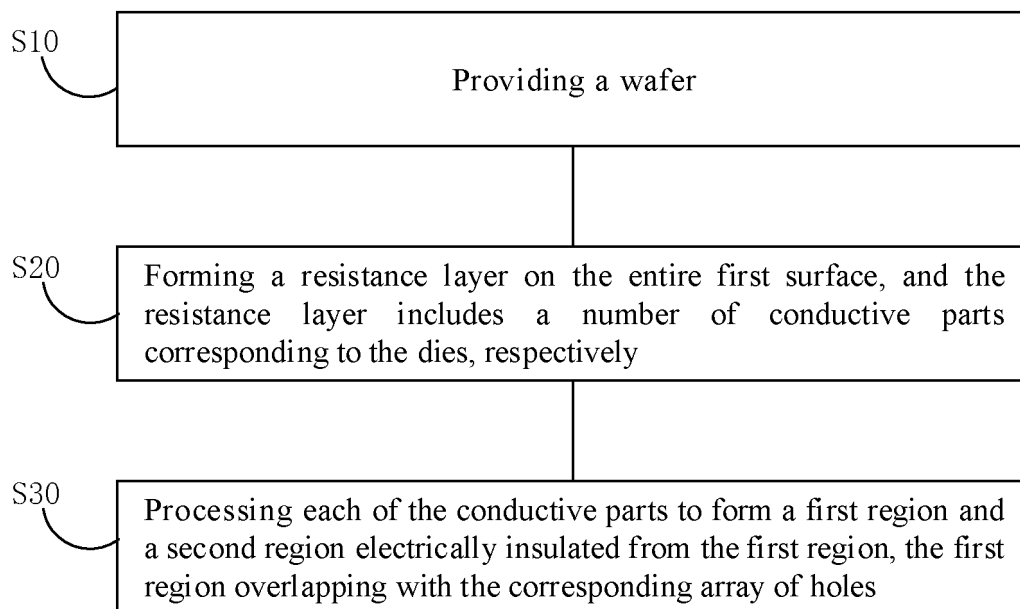 S10
Providing a wafer
S20
Forming a resistance layer on the entire first surface, and the
resistance layer includes a number of conductive parts
corresponding to the dies, respectively
S30
Processing each of the conductive parts to form a first region and
a second region electrically insulated from the first region, the first
region overlapping with the corresponding array of holes